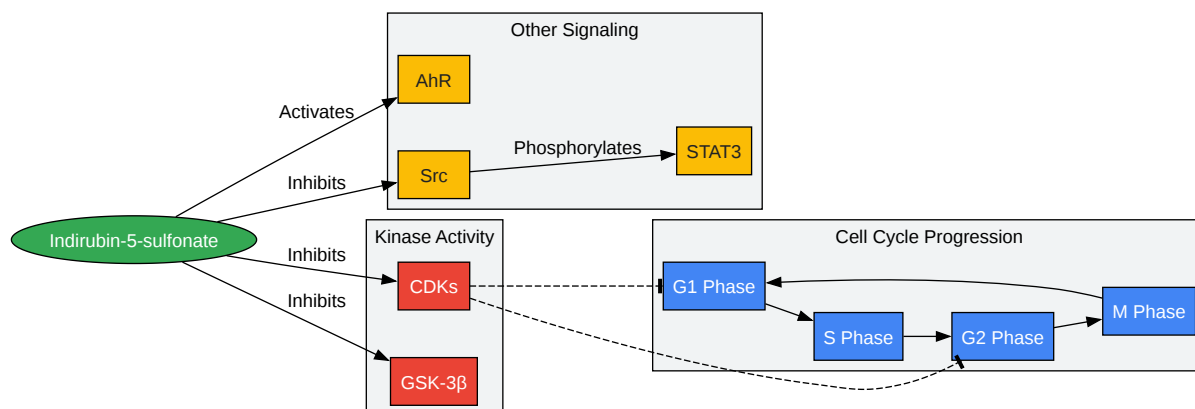 Other Signaling
AhR
Activates
Phosphorylates
STAT3
Src
Inhibits
Indirubin-5-sulfonate
Kinase Activity
Cell Cycle Progression
Inhibits
CDKs
G1 Phase
Inhibits
M Phase
S Phase
G2 Phase
GSK-3β